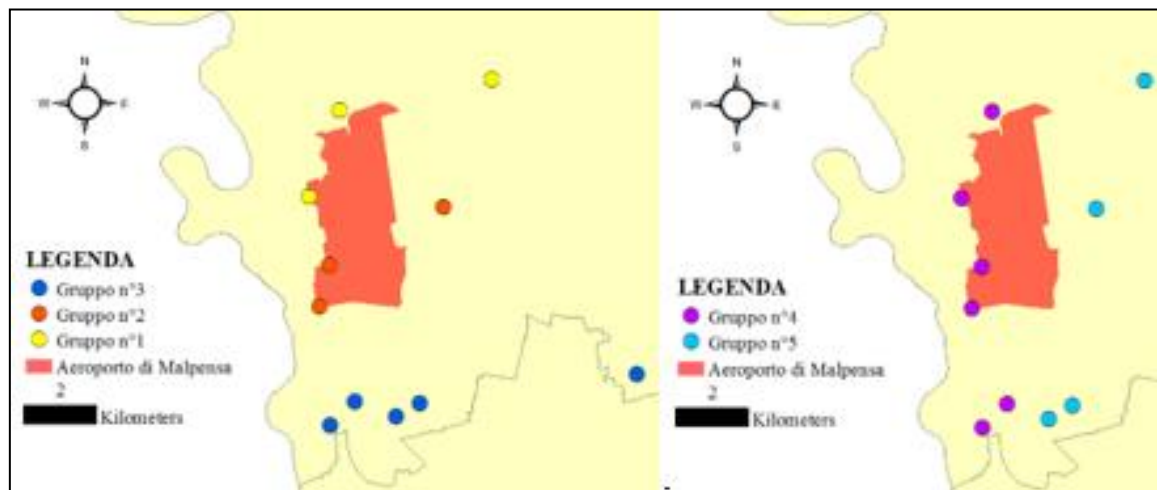 N
W E
S
LEGENDA
Gruppo n°3
Gruppo n°2
Gruppo n°1
Aeroporto di Malpensa
2
Kilometers
N
W E
S
LEGENDA
Gruppo n°4
Gruppo n°5
Aeroporto di Malpensa
2
Kilometers